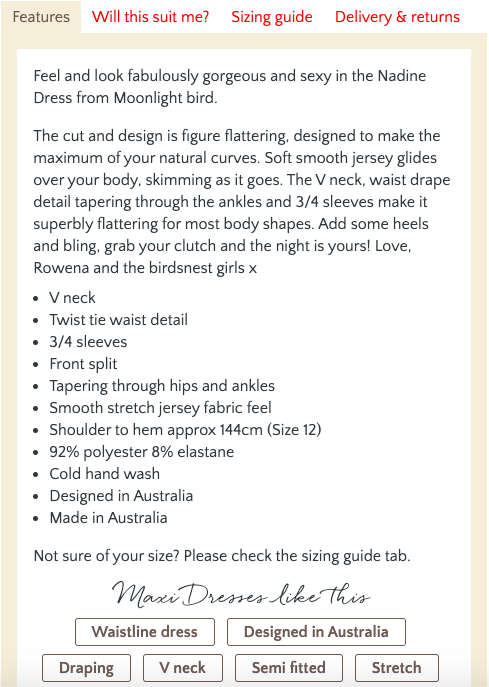 Features Will this suit me? Sizing guide Delivery & returns
Feel and look fabulously gorgeous and sexy in the Nadine
Dress from Moonlight bird.
The cut and design is figure flattering, designed to make the
maximum of your natural curves. Soft smooth jersey glides
over your body, skimming as it goes. The V neck, waist drape
detail tapering through the ankles and 3/4 sleeves make it
superbly flattering for most body shapes. Add some heels
and bling, grab your clutch and the night is yours! Love,
Rowena and the birdsnest girls x
• V neck
• Twist tie waist detail
• 3/4 sleeves
• Front split
• Tapering through hips and ankles
• Smooth stretch jersey fabric feel
• Shoulder to hem approx 144cm (Size 12)
• 92% polyester 8% elastane
• Cold hand wash
• Designed in Australia
• Made in Australia
Not sure of your size? Please check the sizing guide tab.
Maxi Dresses like this
Waistline dress Designed in Australia
Draping V neck Semi fitted Stretch